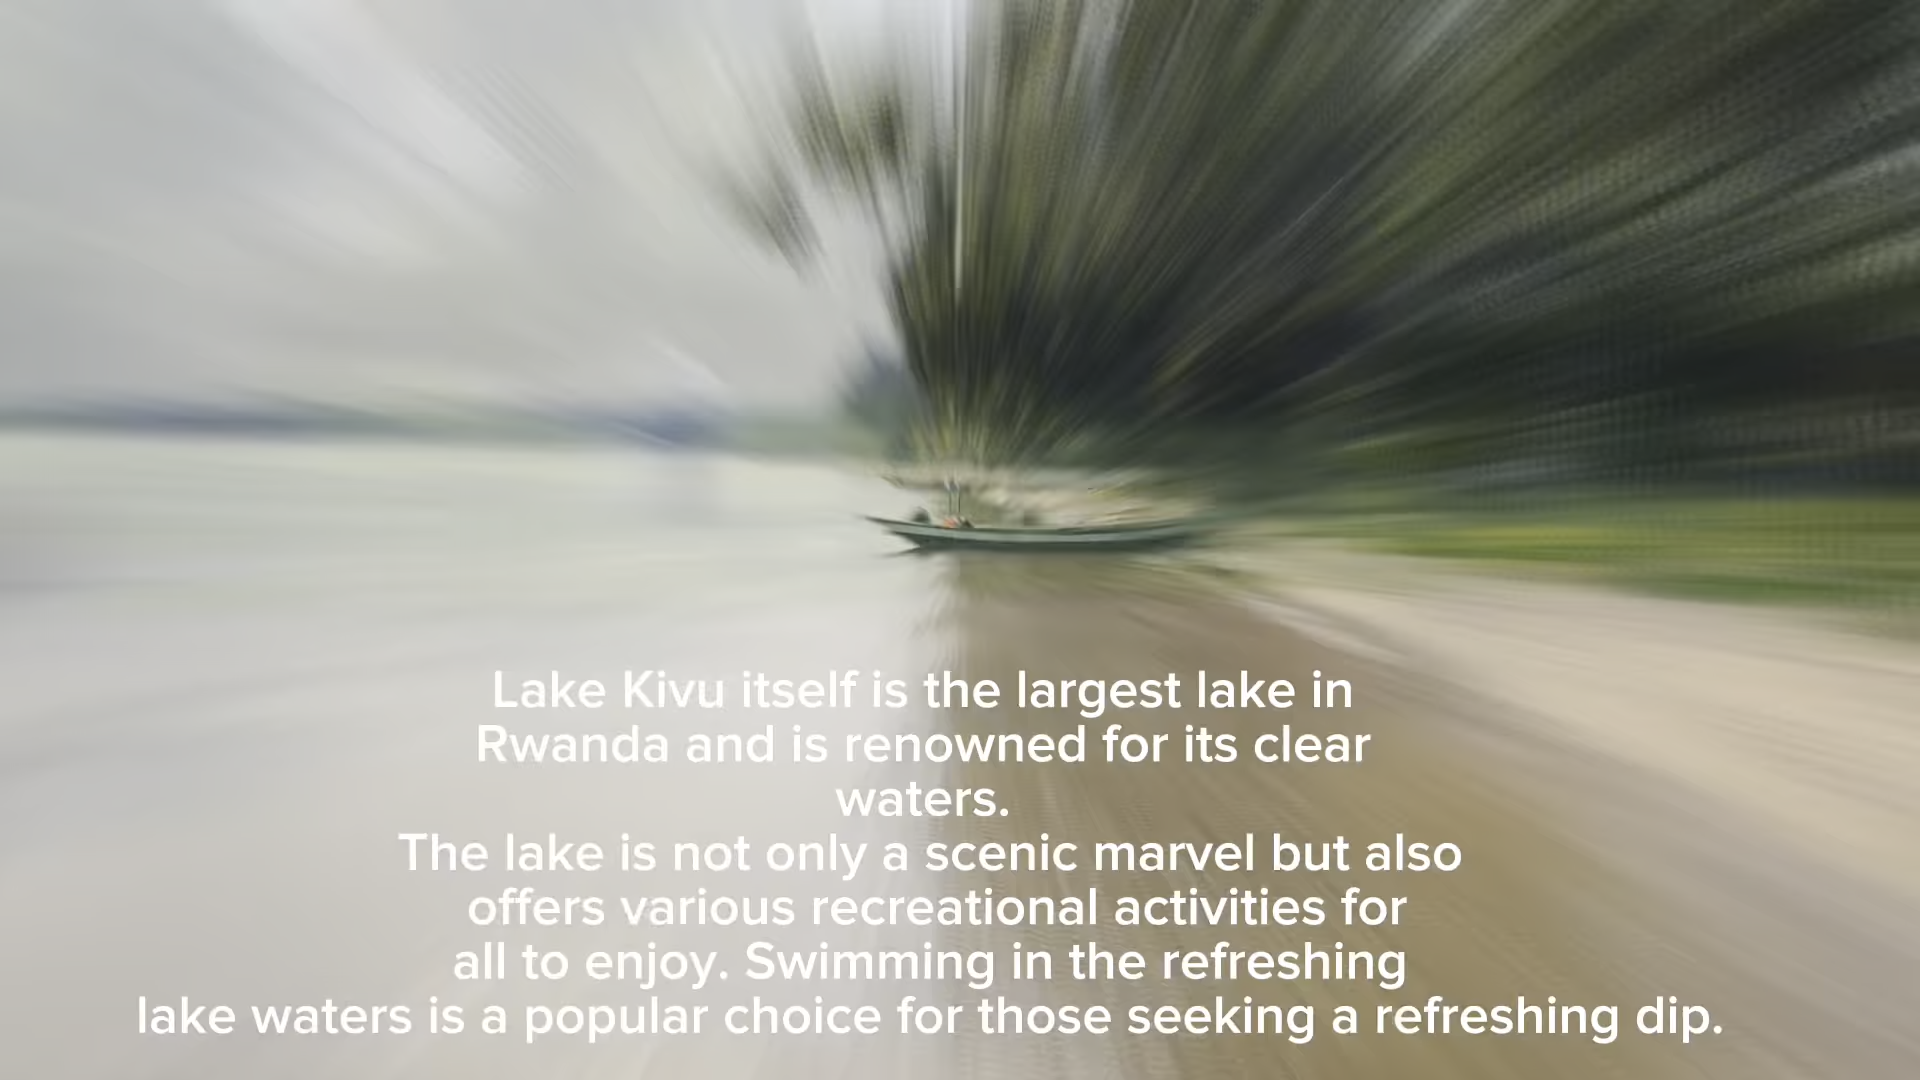 Lake Kivu itself is the largest lake in
Rwanda and is renowned for its clear
waters.
The lake is not only a scenic marvel but also
offers various recreational activities for
all to enjoy. Swimming in the refreshing
lake waters is a popular choice for those seeking a refreshing dip.